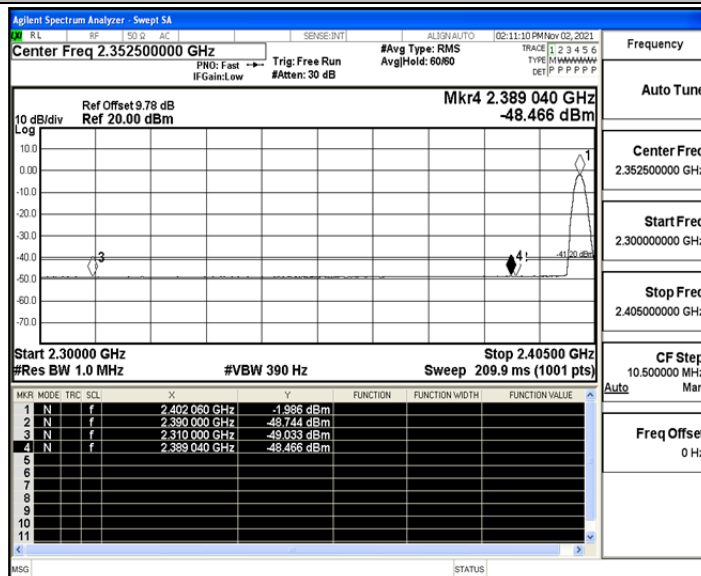 Agilent Spectrum Analyzer - Swept SA
RL RF 50 Ω AC SENSE:INT ALIGN AUTO 02:11:10 PM Nov 02, 2021
Center Freq 2.352500000 GHz
PNO: Fast
IFGain:Low
Trig: Free Run
#Atten: 30 dB
#Avg Type: RMS
Avg|Hold: 60/60
TRACE 1 2 3 4 5 6
TYPE M W W W W W
DET P P P P P P
Ref Offset 9.78 dB
10 dB/div Ref 20.00 dBm
Log
Mkr4 2.389 040 GHz
-48.466 dBm
10.0
0.00
-10.0
-20.0
-30.0
-40.0
-50.0
-60.0
-70.0
1
3
4
-41.20 dBm
Start 2.30000 GHz Stop 2.40500 GHz
#Res BW 1.0 MHz #VBW 390 Hz Sweep 209.9 ms (1001 pts)
MKR MODE TRC SCL X Y FUNCTION FUNCTION WIDTH FUNCTION VALUE
1 N f 2.402 060 GHz -1.986 dBm
2 N f 2.390 000 GHz -48.744 dBm
3 N f 2.310 000 GHz -49.033 dBm
4 N f 2.389 040 GHz -48.466 dBm
5
6
7
8
9
10
11
MSG STATUS
Frequency
Auto Tune
Center Freq
2.352500000 GHz
Start Freq
2.300000000 GHz
Stop Freq
2.405000000 GHz
CF Step
10.500000 MHz
Auto Man
Freq Offset
0 Hz